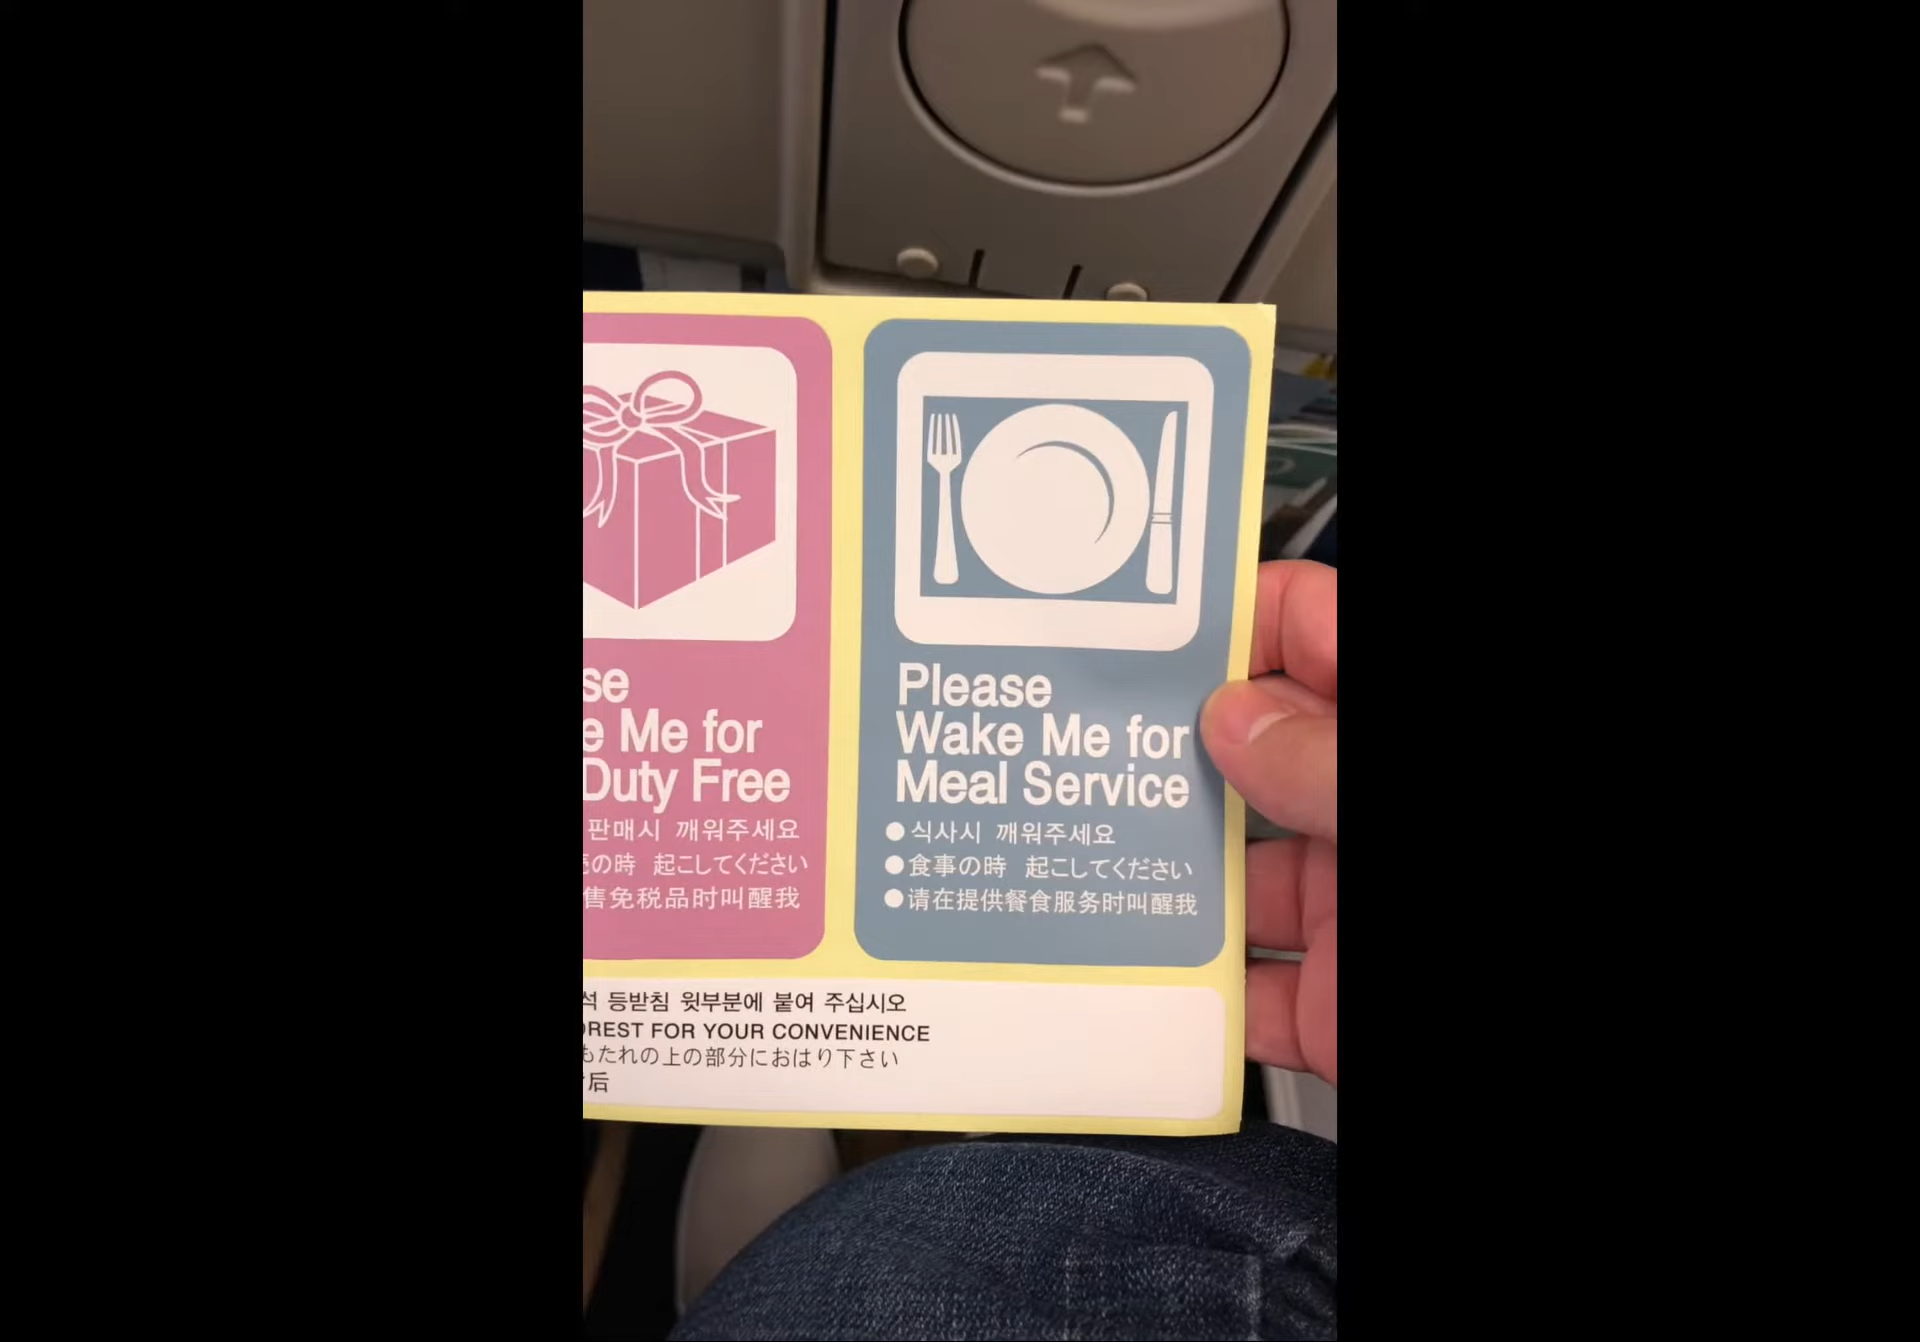 se
e Me for
Duty Free
판매시 깨워주세요
の時 起こしてください
售免税品时叫醒我
Please
Wake Me for
Meal Service
●식사시 깨워주세요
●食事の時 起こしてください
●请在提供餐食服务时叫醒我
석 등받침 윗부분에 붙여 주십시오
REST FOR YOUR CONVENIENCE
もたれの上の部分におはり下さい
后